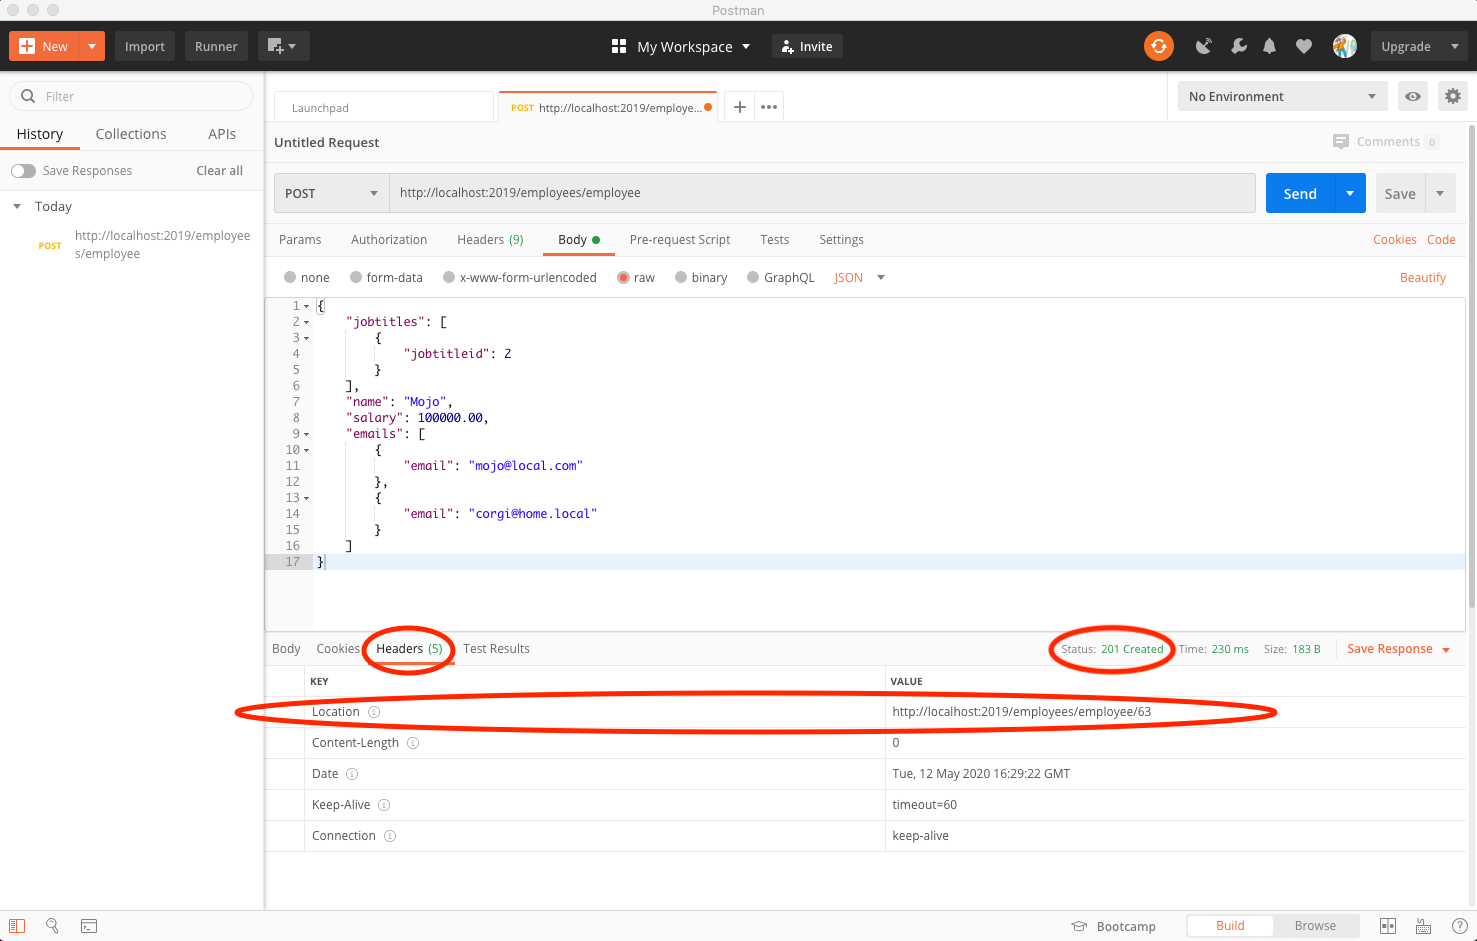 Postman
New
Import
Runner
My Workspace
Invite
Upgrade
Filter
History Collections APIs
Save Responses Clear all
Today
POST http://localhost:2019/employee
s/employee
Launchpad
POST http://localhost:2019/employe...
No Environment
Untitled Request
Comments 0
POST http://localhost:2019/employees/employee
Send Save
Params Authorization Headers (9) Body Pre-request Script Tests Settings Cookies Code
none form-data x-www-form-urlencoded raw binary GraphQL JSON Beautify
1 {
2 "jobtitles": [
3 {
4 "jobtitleid": 2
5 }
6 ],
7 "name": "Mojo",
8 "salary": 100000.00,
9 "emails": [
10 {
11 "email": "mojo@local.com"
12 },
13 {
14 "email": "corgi@home.local"
15 }
16 ]
17 }
Body Cookies Headers (5) Test Results Status: 201 Created Time: 230 ms Size: 183 B Save Response
KEY VALUE
Location http://localhost:2019/employees/employee/63
Content-Length 0
Date Tue, 12 May 2020 16:29:22 GMT
Keep-Alive timeout=60
Connection keep-alive
Bootcamp Build Browse